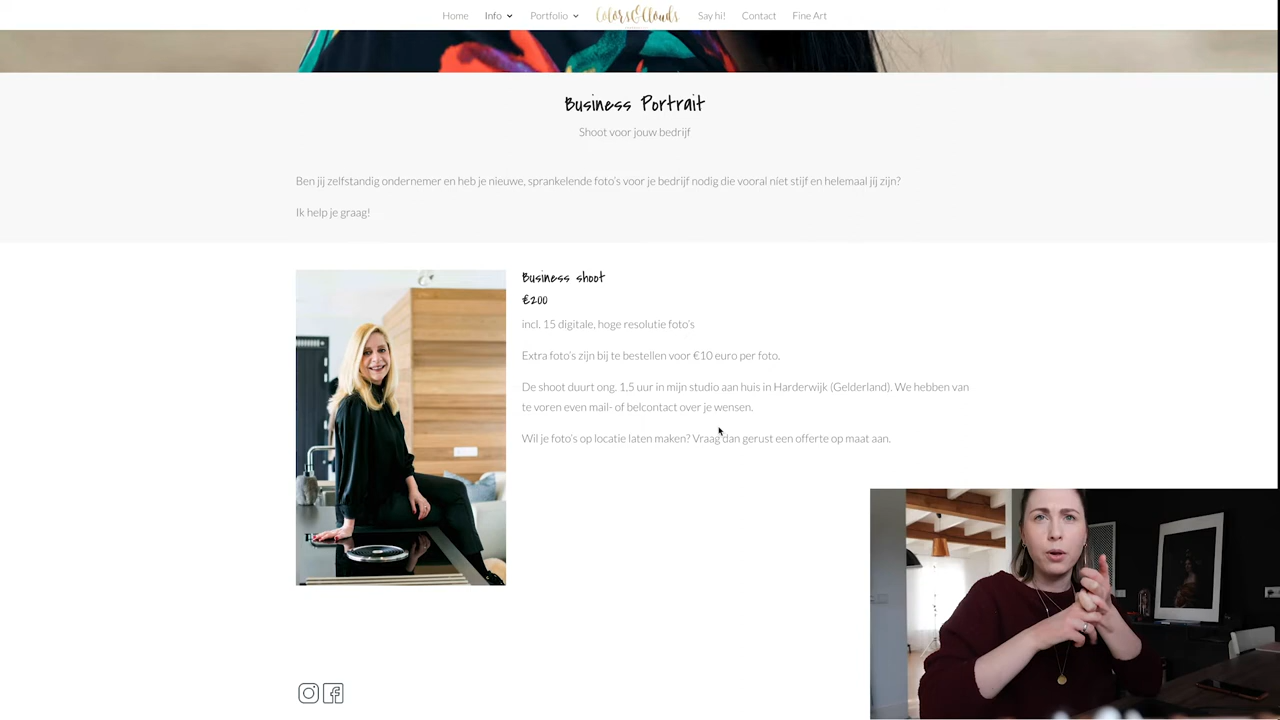 Home Info Portfolio Colors&Clouds Say hi! Contact Fine Art
Business Portrait
Shoot voor jouw bedrijf
Ben jij zelfstandig ondernemer en heb je nieuwe, sprankelende foto's voor je bedrijf nodig die vooral niet stijf en helemaal jíj zijn?
Ik help je graag!
Business shoot
€200
incl. 15 digitale, hoge resolutie foto's
Extra foto's zijn bij te bestellen voor €10 euro per foto.
De shoot duurt ong. 1,5 uur in mijn studio aan huis in Harderwijk (Gelderland). We hebben van
te voren even mail- of belcontact over je wensen.
Wil je foto's op locatie laten maken? Vraag dan gerust een offerte op maat aan.